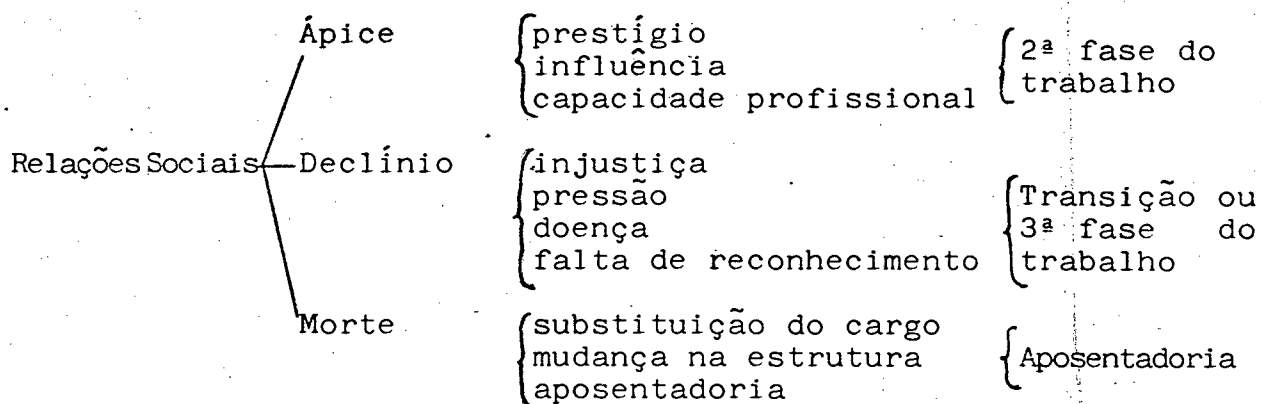 Ápice
prestígio
influência
capacidade profissional
2ª fase do
trabalho
Relações Sociais
Declínio
injustiça
pressão
doença
falta de reconhecimento
Transição ou
3ª fase do
trabalho
Morte
substituição do cargo
mudança na estrutura
aposentadoria
Aposentadoria